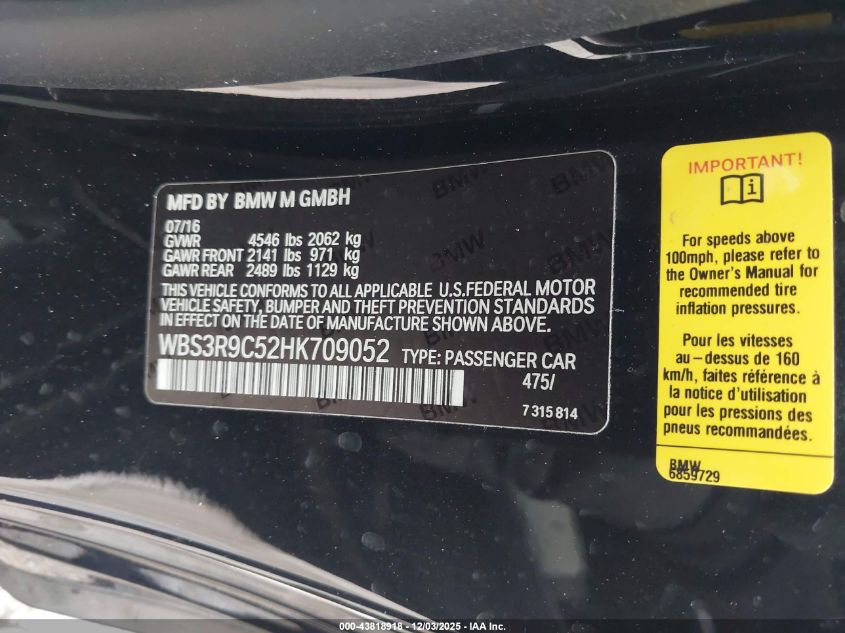 MFD BY BMW M GMBH
07/16
GVWR 4546 lbs 2062 kg
GAWR FRONT 2141 lbs 971 kg
GAWR REAR 2489 lbs 1129 kg
THIS VEHICLE CONFORMS TO ALL APPLICABLE U.S.FEDERAL MOTOR
VEHICLE SAFETY, BUMPER AND THEFT PREVENTION STANDARDS
IN EFFECT ON THE DATE OF MANUFACTURE SHOWN ABOVE.
WBS3R9C52HK709052 TYPE: PASSENGER CAR
475/
7 315 814
IMPORTANT!
For speeds above
100mph, please refer to
the Owner's Manual for
recommended tire
inflation pressures.
Pour les vitesses
au-dessus de 160
km/h, faites référence à
la notice d'utilisation
pour les pressions des
pneus recommandées.
BMW
6859729
000-43818918 - 12/03/2025 - IAA, Inc.